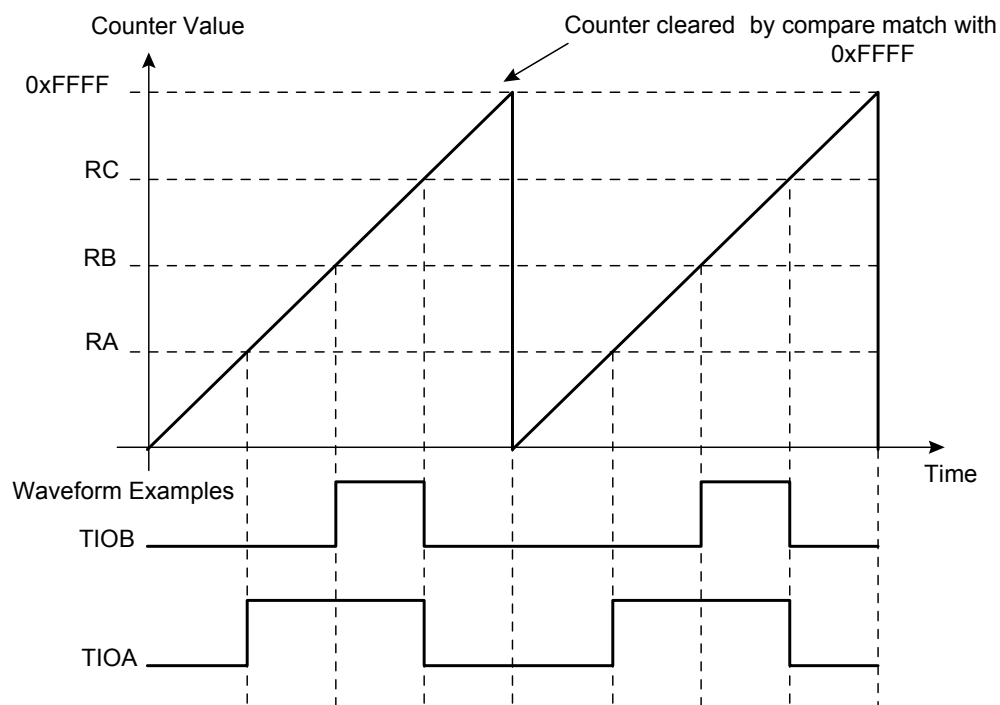 Counter Value
Counter cleared by compare match with
0xFFFF
0xFFFF
RC
RB
RA
Time
Waveform Examples
TIOB
TIOA